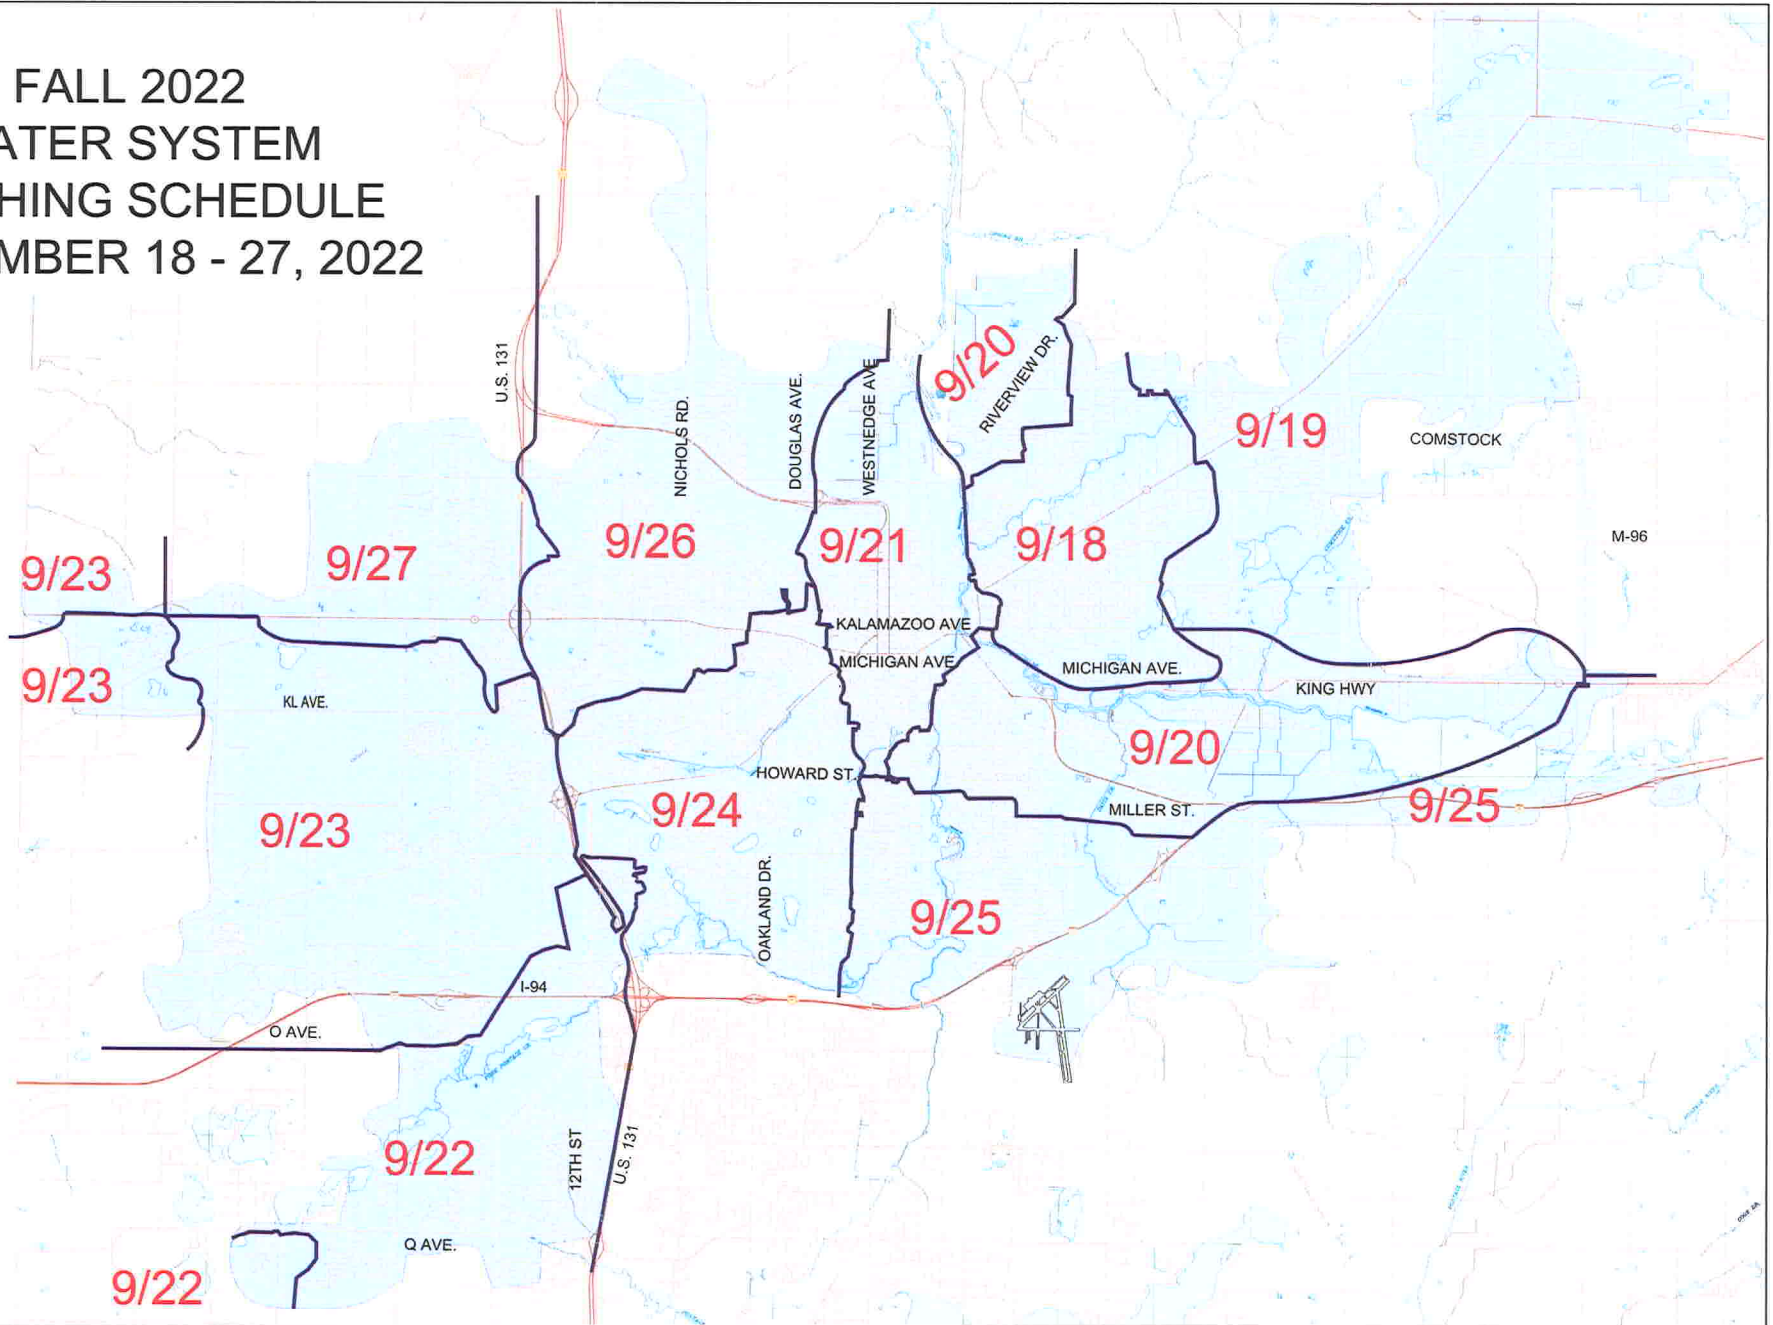 FALL 2022
ATER SYSTEM
HING SCHEDULE
MBER 18 - 27, 2022
U.S. 131
NICHOLS RD.
DOUGLAS AVE.
WESTNEDGE AVE
9/20
RIVERVIEW DR.
9/19
COMSTOCK
M-96
9/23
9/27
9/26
9/21
9/18
KALAMAZOO AVE
MICHIGAN AVE.
MICHIGAN AVE.
KING HWY
9/23
KL AVE.
9/20
HOWARD ST.
MILLER ST.
9/25
9/23
9/24
OAKLAND DR.
9/25
I-94
O AVE.
9/22
12TH ST
U.S. 131
Q AVE.
9/22